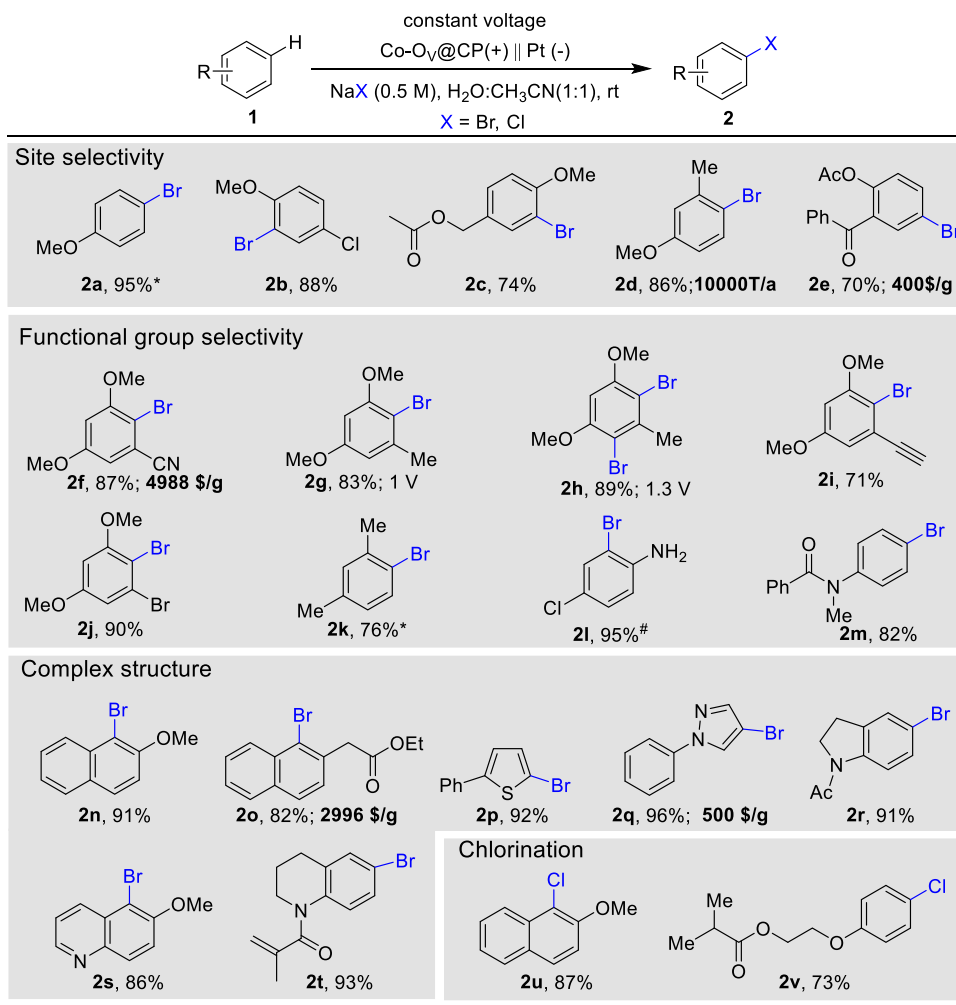 constant voltage
Co-OV@CP(+) || Pt (-)
NaX (0.5 M), H2O:CH3CN(1:1), rt
X = Br, Cl
R
H
1
R
X
2
Site selectivity
MeO
Br
2a, 95%*
MeO
Br
Cl
2b, 88%
O
O
OMe
Br
2c, 74%
Me
Br
MeO
2d, 86%;10000T/a
AcO
Ph
O
Br
2e, 70%; 400$/g
Functional group selectivity
OMe
Br
MeO
CN
2f, 87%; 4988 $/g
OMe
Br
MeO
Me
2g, 83%; 1 V
OMe
Br
MeO
Me
Br
2h, 89%; 1.3 V
OMe
Br
MeO
2i, 71%
OMe
Br
MeO
Br
2j, 90%
Me
Br
Me
2k, 76%*
Br
NH2
Cl
2l, 95%#
O
Ph
N
Me
Br
2m, 82%
Complex structure
Br
OMe
2n, 91%
Br
OEt
O
2o, 82%; 2996 $/g
Ph
S
Br
2p, 92%
N
N
Br
2q, 96%; 500 $/g
Br
N
Ac
2r, 91%
Br
OMe
N
2s, 86%
Br
N
O
2t, 93%
Chlorination
Cl
OMe
2u, 87%
Me
Me
O
O
O
Cl
2v, 73%